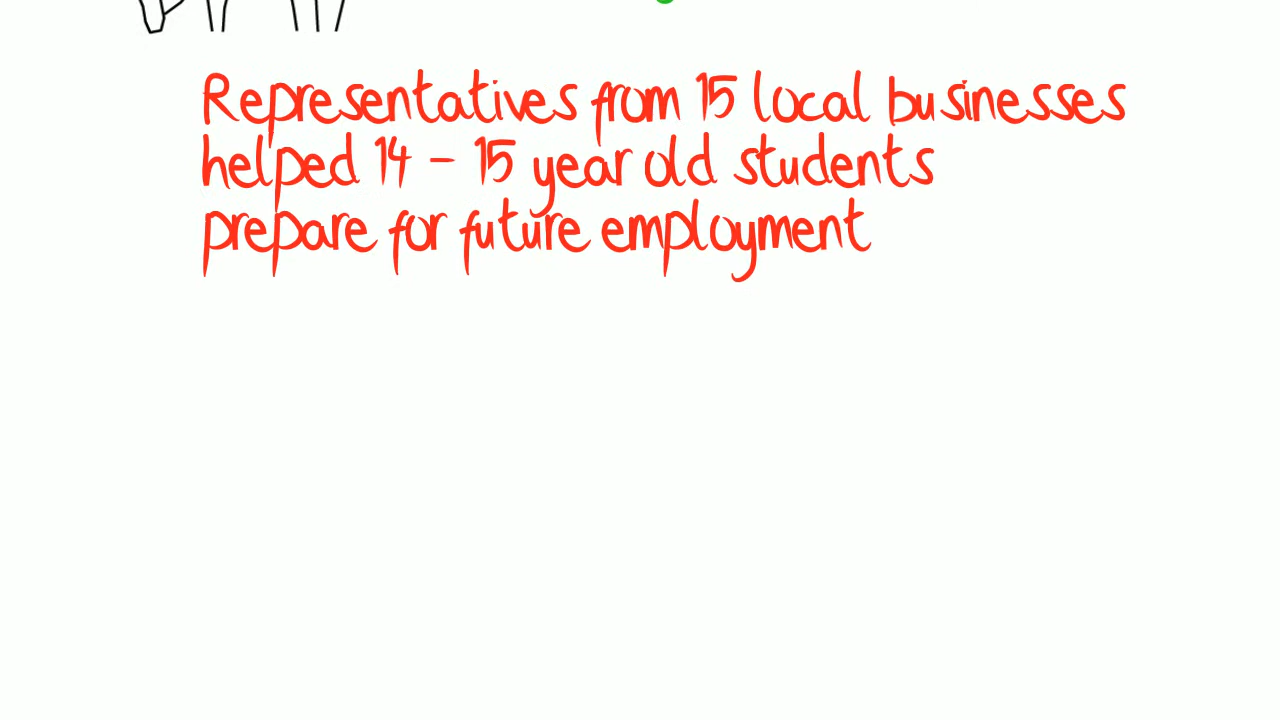 Representatives from 15 local businesses
helped 14 - 15 year old students
prepare for future employment